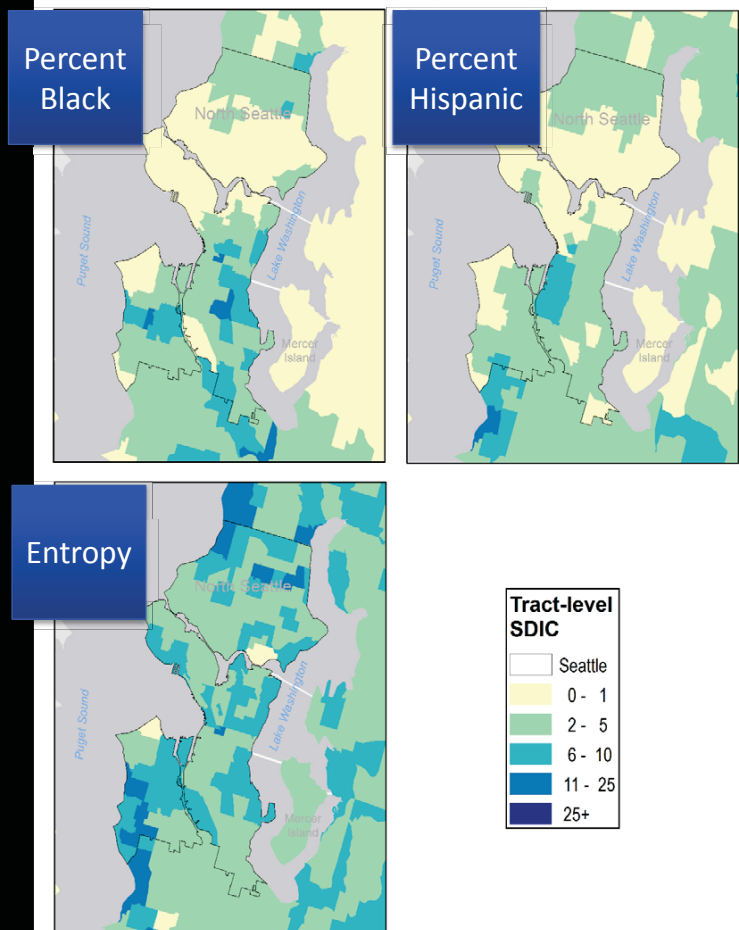 Percent
Black
North Seattle
Puget Sound
Lake Washington
Mercer
Island
Percent
Hispanic
North Seattle
Puget Sound
Lake Washington
Mercer
Island
Entropy
North Seattle
Puget Sound
Lake Washington
Mercer
Island
Tract-level
SDIC
Seattle
0 - 1
2 - 5
6 - 10
11 - 25
25+